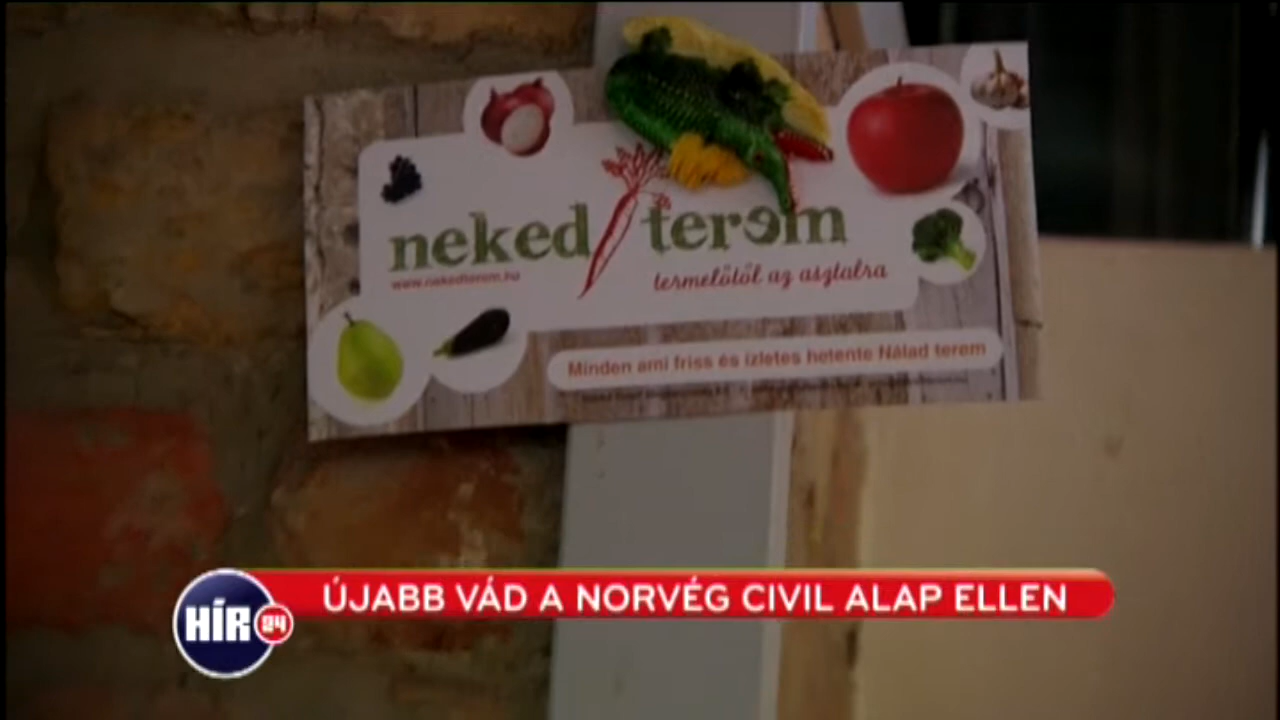 neked terem
www.nekedterem.hu
termelőtől az asztalra
Minden ami friss és ízletes hetente Nálad terem
HÍR 24
ÚJABB VÁD A NORVÉG CIVIL ALAP ELLEN